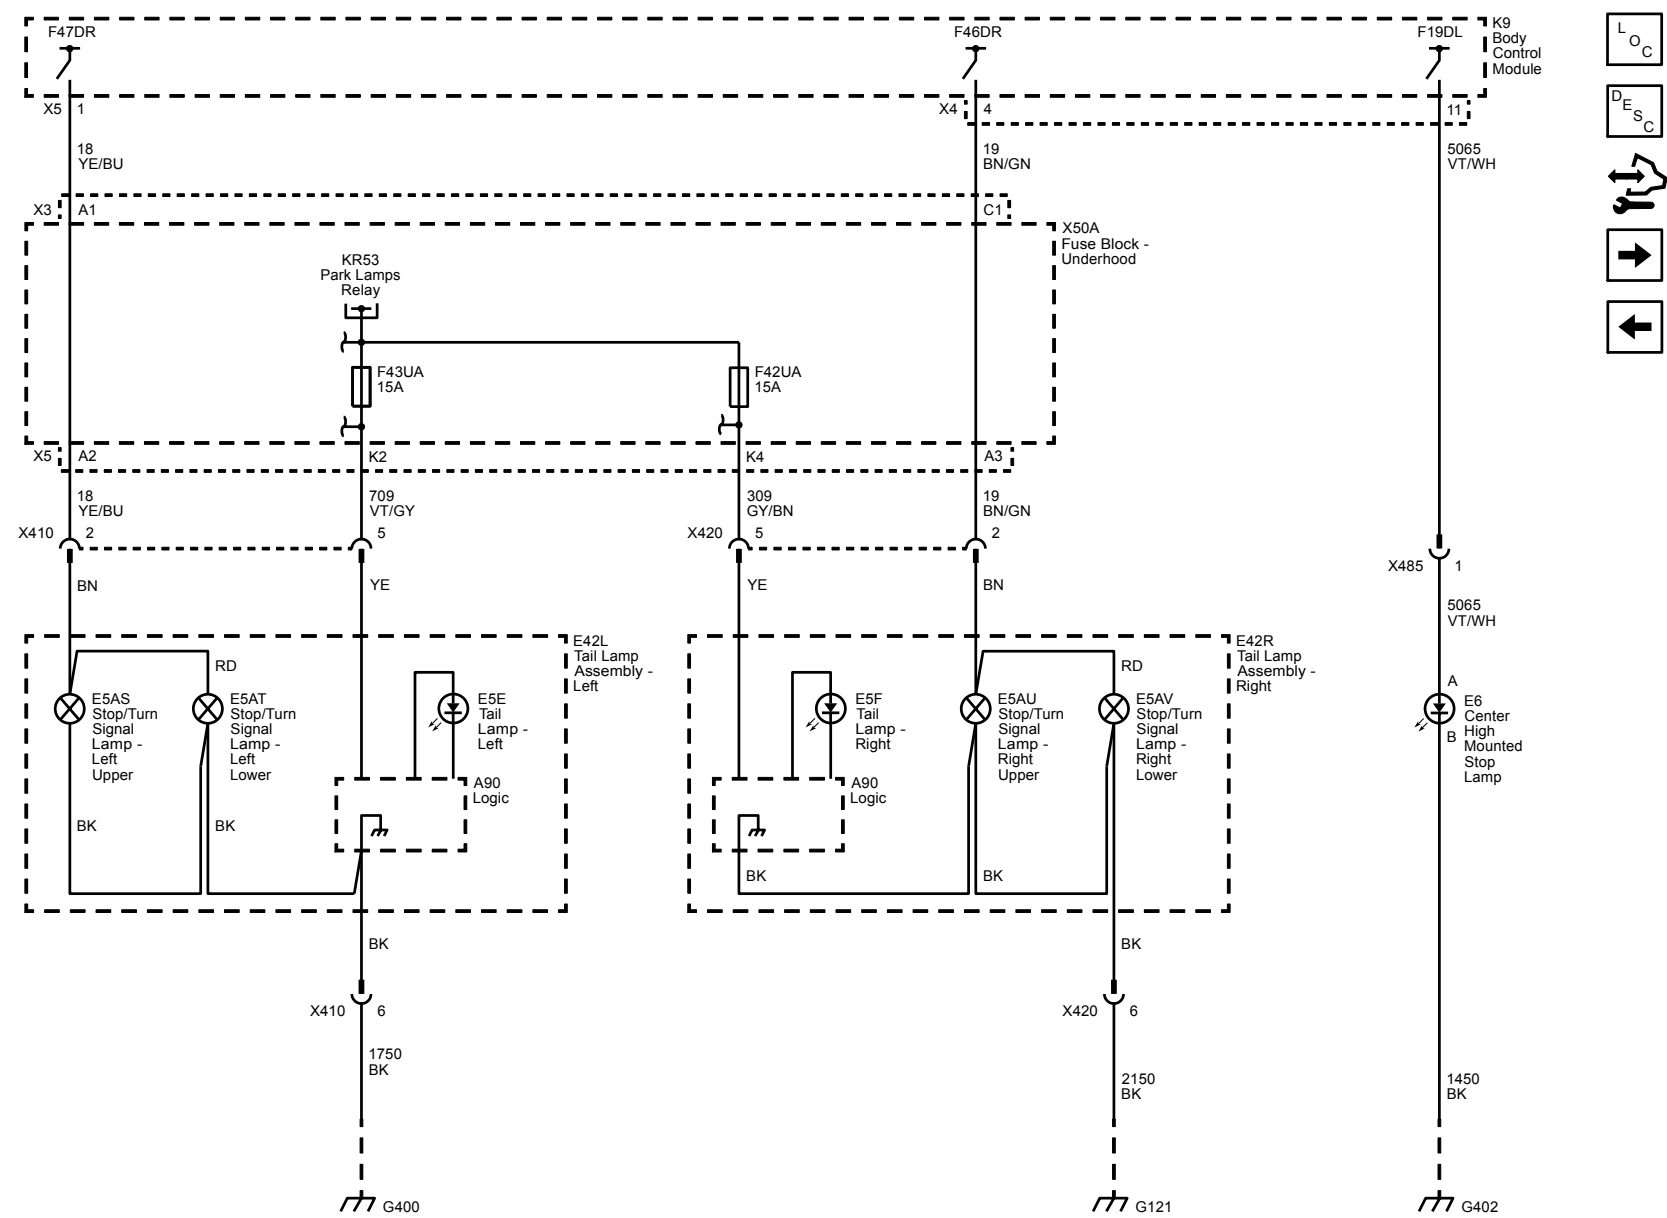 F47DR
F46DR
F19DL
K9
Body
Control
Module
L
O
C
X5 1
X4 4
11
D
E
S
C
18
YE/BU
19
BN/GN
5065
VT/WH
X3 A1
C1
X50A
Fuse Block -
Underhood
KR53
Park Lamps
Relay
F43UA
15A
F42UA
15A
X5 A2
K2
K4
A3
18
YE/BU
709
VT/GY
309
GY/BN
19
BN/GN
X410 2
5
X420 5
2
X485 1
BN
YE
YE
BN
5065
VT/WH
E42L
Tail Lamp
Assembly -
Left
E42R
Tail Lamp
Assembly -
Right
RD
RD
A
E5AS
Stop/Turn
Signal
Lamp -
Left
Upper
E5AT
Stop/Turn
Signal
Lamp -
Left
Lower
E5E
Tail
Lamp -
Left
E5F
Tail
Lamp -
Right
E5AU
Stop/Turn
Signal
Lamp -
Right
Upper
E5AV
Stop/Turn
Signal
Lamp -
Right
Lower
E6
Center
High
Mounted
Stop
Lamp
B
A90
Logic
A90
Logic
BK
BK
BK
BK
BK
BK
X410 6
X420 6
1750
BK
2150
BK
1450
BK
G400
G121
G402